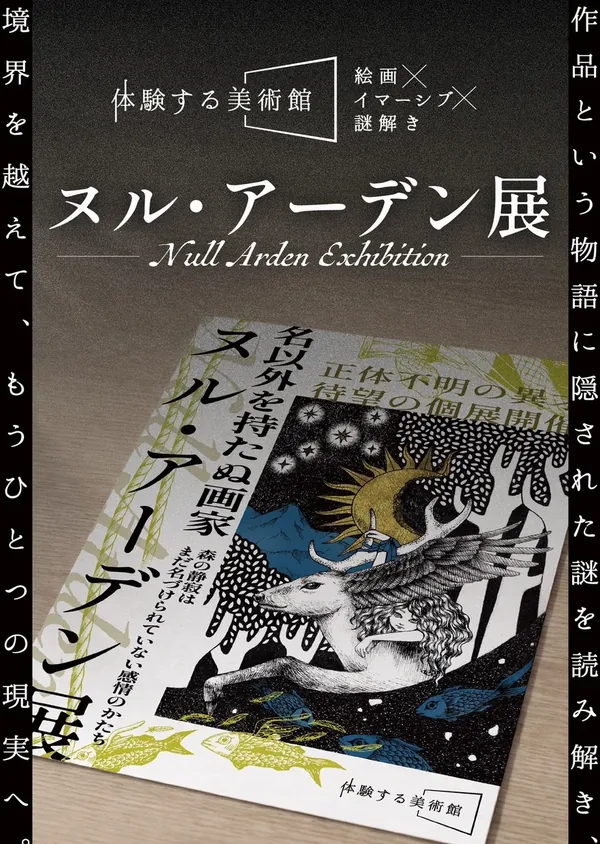 作品という物語に隠された謎を読み解き、
境界を越えて、もうひとつの現実へ。
体験する美術館
絵画×
イマーシブ×
謎解き
ヌル・アーデン展
Null Arden Exhibition
正体不明の異
待望の個展開催
名以外を持たぬ画家
ヌル・アーデン展
森の静寂は
まだ名づけられていない感情のかたち
体験する美術館